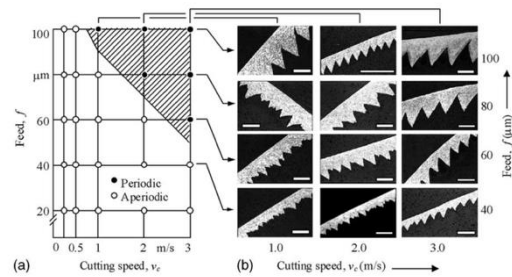 100
μm
60
40
20
Feed, f
Periodic
Aperiodic
0 0.5 1 2 m/s 3
(a) Cutting speed, vc
100
80
60
40
Feed, f (μm)
1.0 2.0 3.0
(b) Cutting speed, vc (m/s)